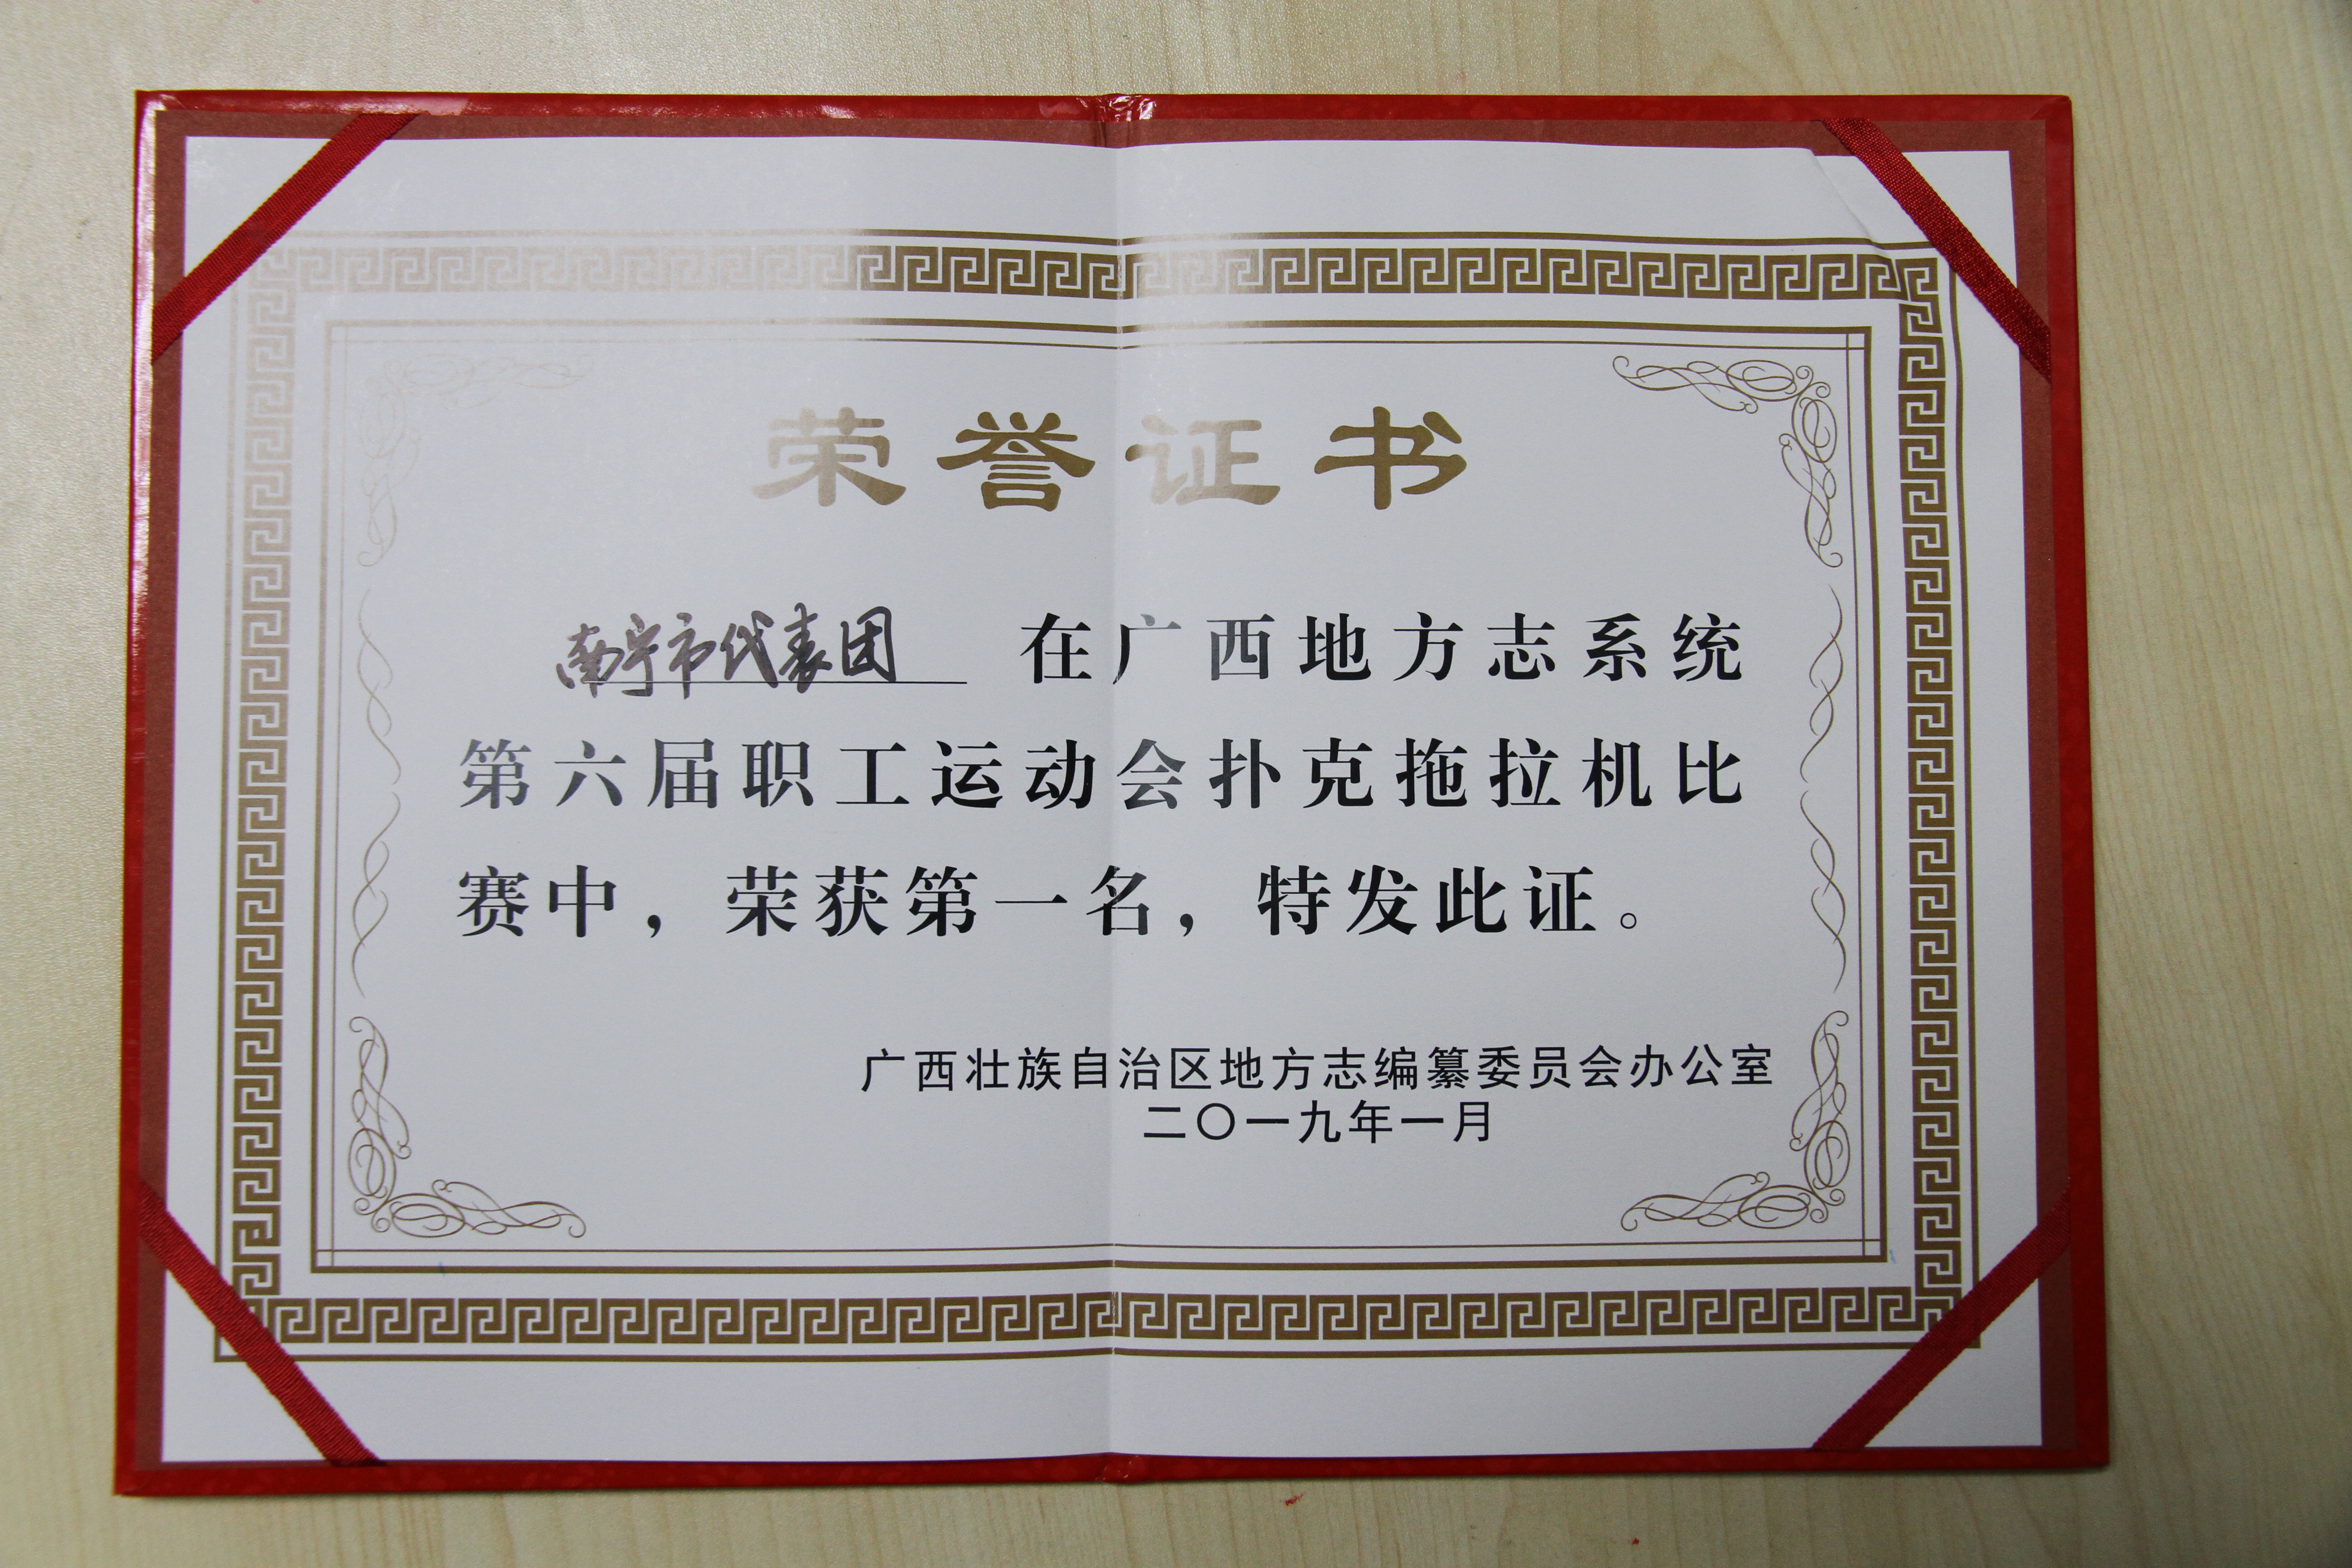 荣誉证书
南宁市代表团 在广西地方志系统
第六届职工运动会扑克拖拉机比
赛中，荣获第一名，特发此证。
广西壮族自治区地方志编纂委员会办公室
二〇一九年一月